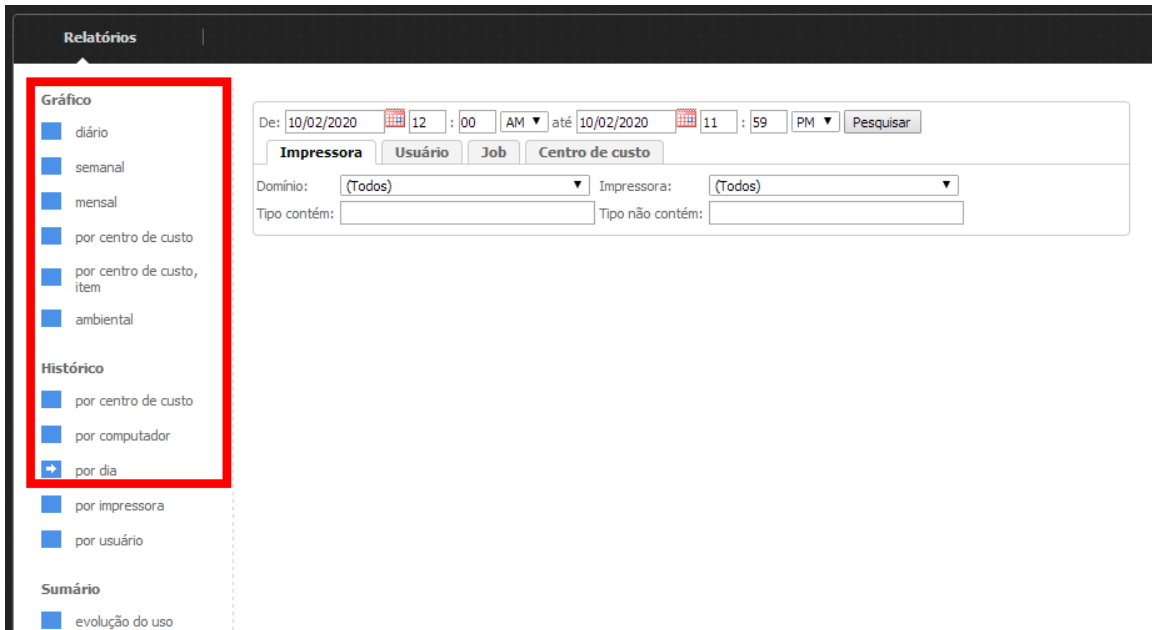 Relatórios
Gráfico
diário
semanal
mensal
por centro de custo
por centro de custo,
item
ambiental
Histórico
por centro de custo
por computador
por dia
por impressora
por usuário
Sumário
evolução do uso
De: 10/02/2020 12 : 00 AM até 10/02/2020 11 : 59 PM Pesquisar
Impressora Usuário Job Centro de custo
Domínio: (Todos) Impressora: (Todos)
Tipo contém: Tipo não contém: